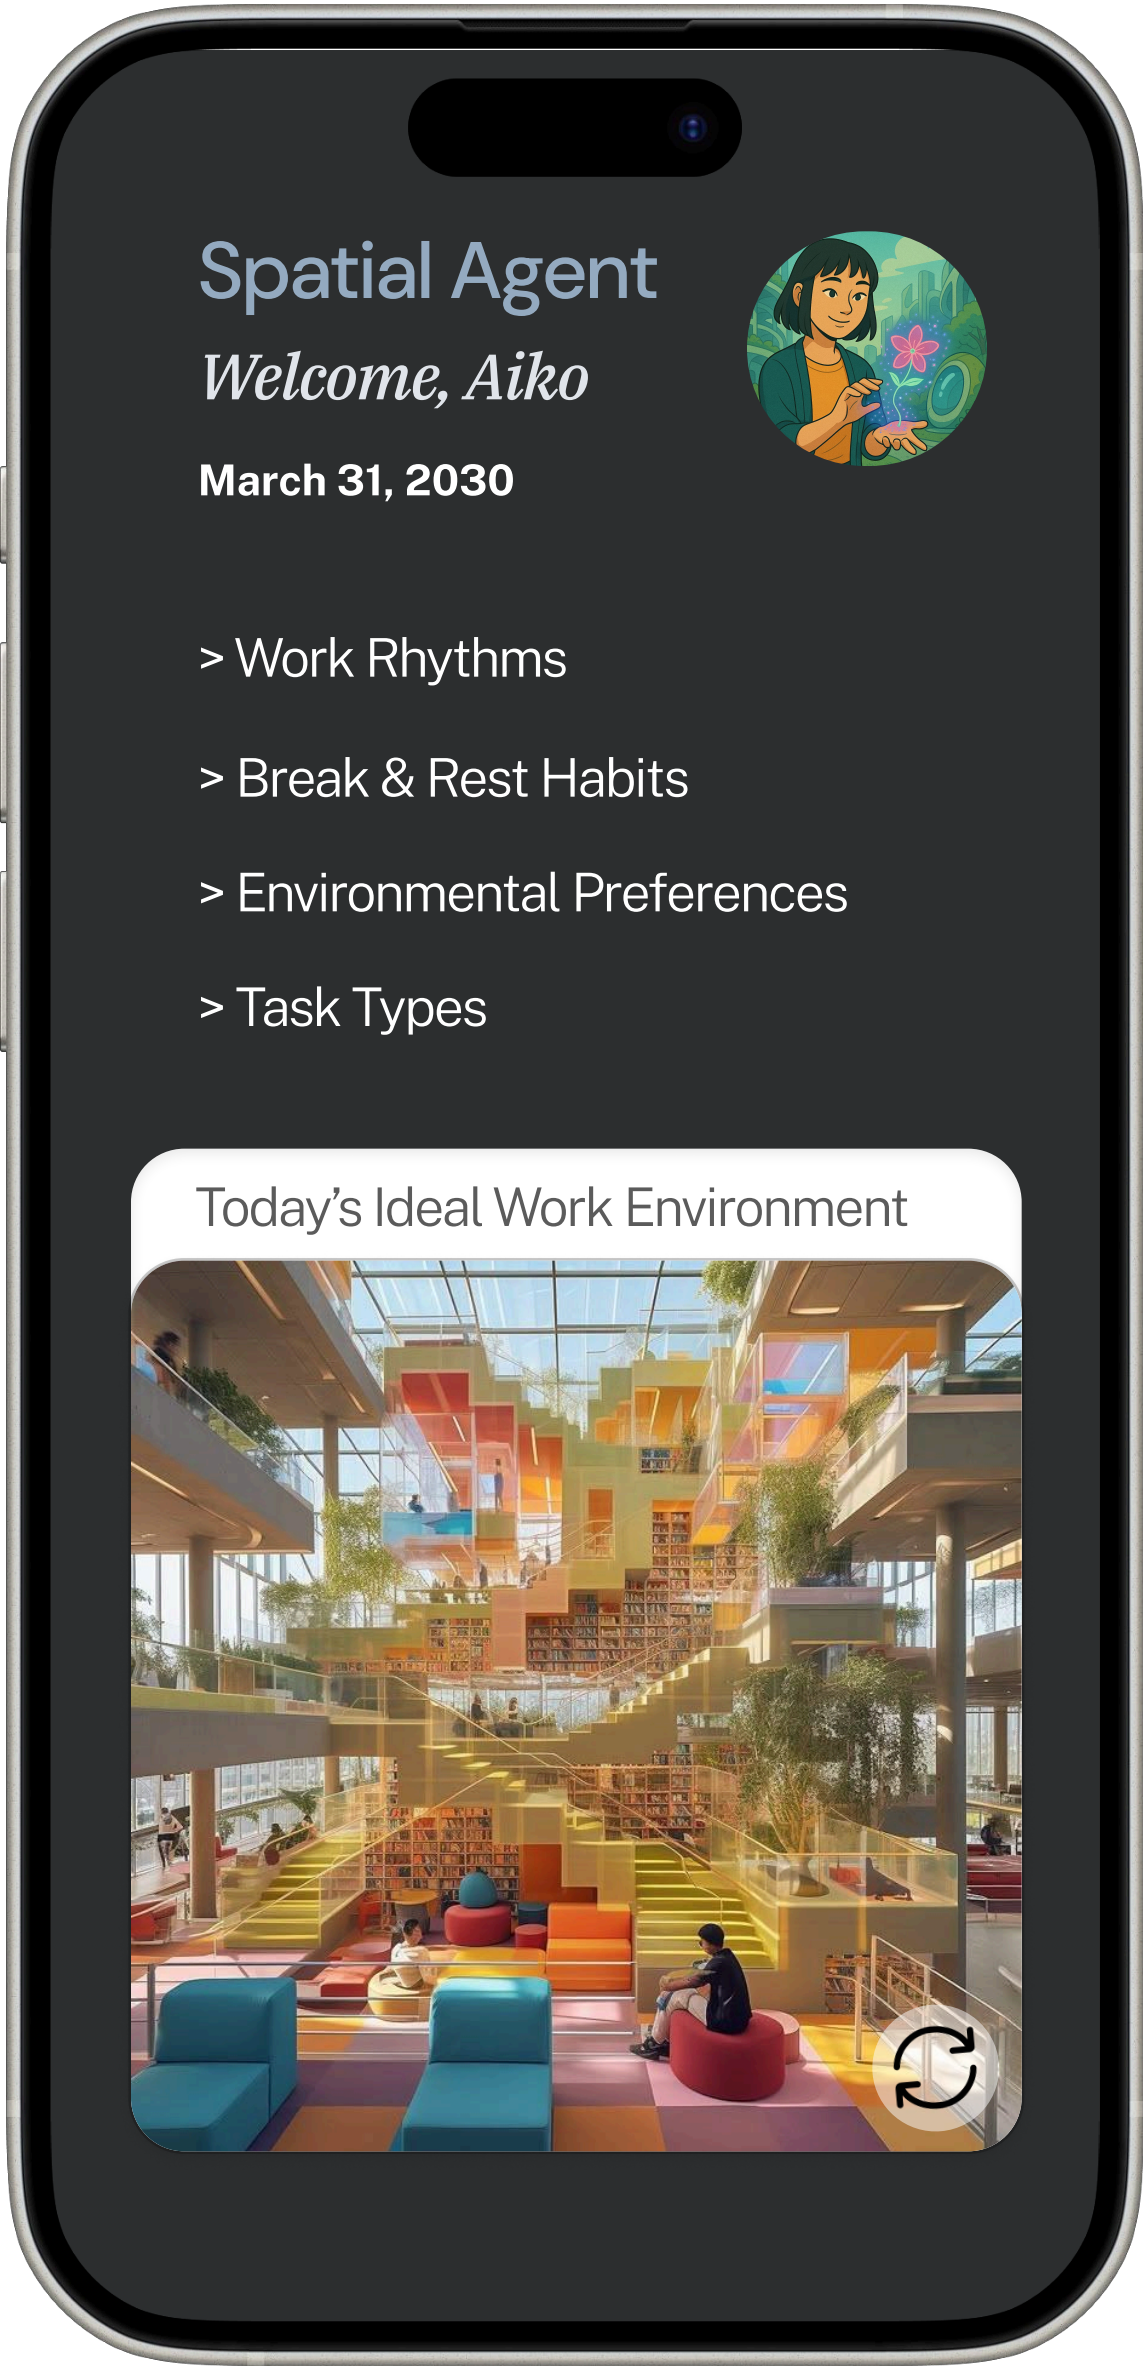 Spatial Agent
Welcome, Aiko
March 31, 2030
> Work Rhythms
> Break & Rest Habits
> Environmental Preferences
> Task Types
Today’s Ideal Work Environment